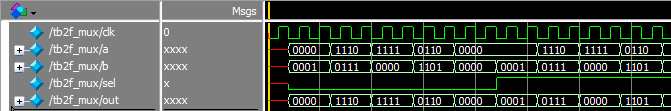 Msgs
/tb2f_mux/clk 0
/tb2f_mux/a xxxx 0000 1110 1111 0110 0000 1110 1111 0110
/tb2f_mux/b xxxx 0001 0111 0000 1101 0000 0001 0111 0000 1101
/tb2f_mux/sel x
/tb2f_mux/out xxxx 0000 1110 1111 0110 0000 0001 0111 0000 1101